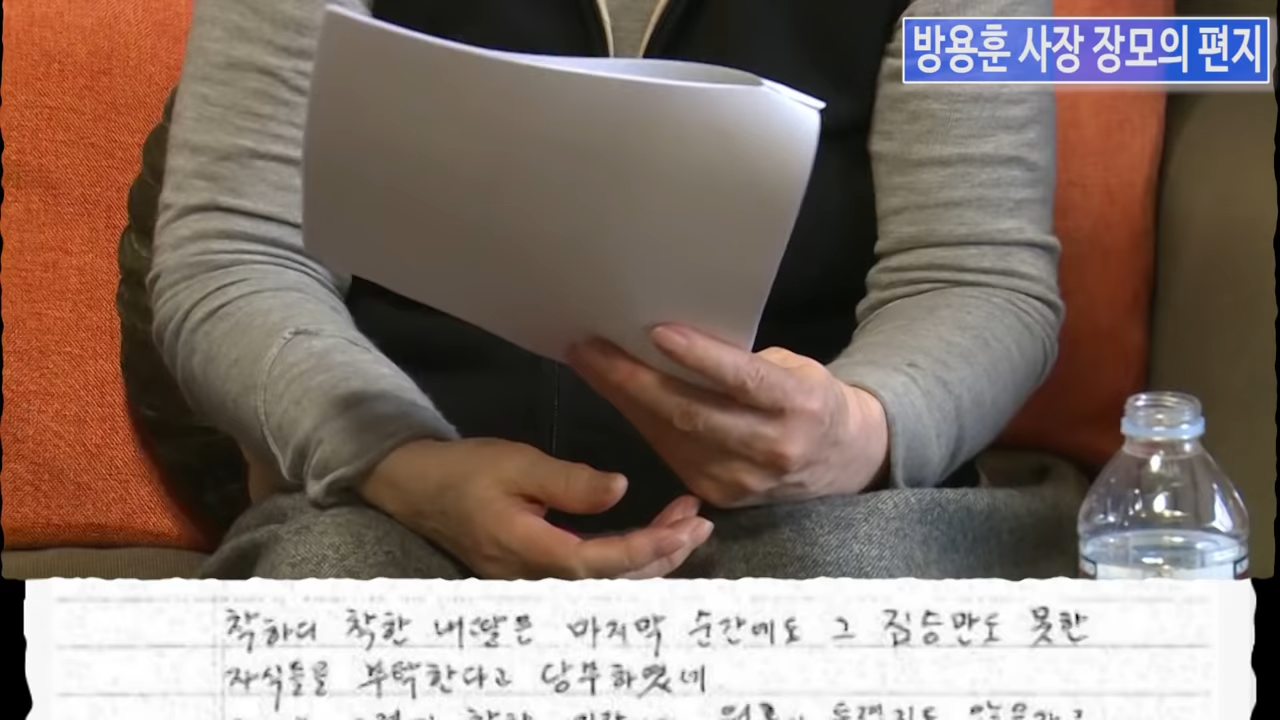 방용훈 사장 장모의 편지
착하디 착한 내 딸은 마지막 순간에도 그 짐승만도 못한
자식들을 부탁한다고 당부하였네